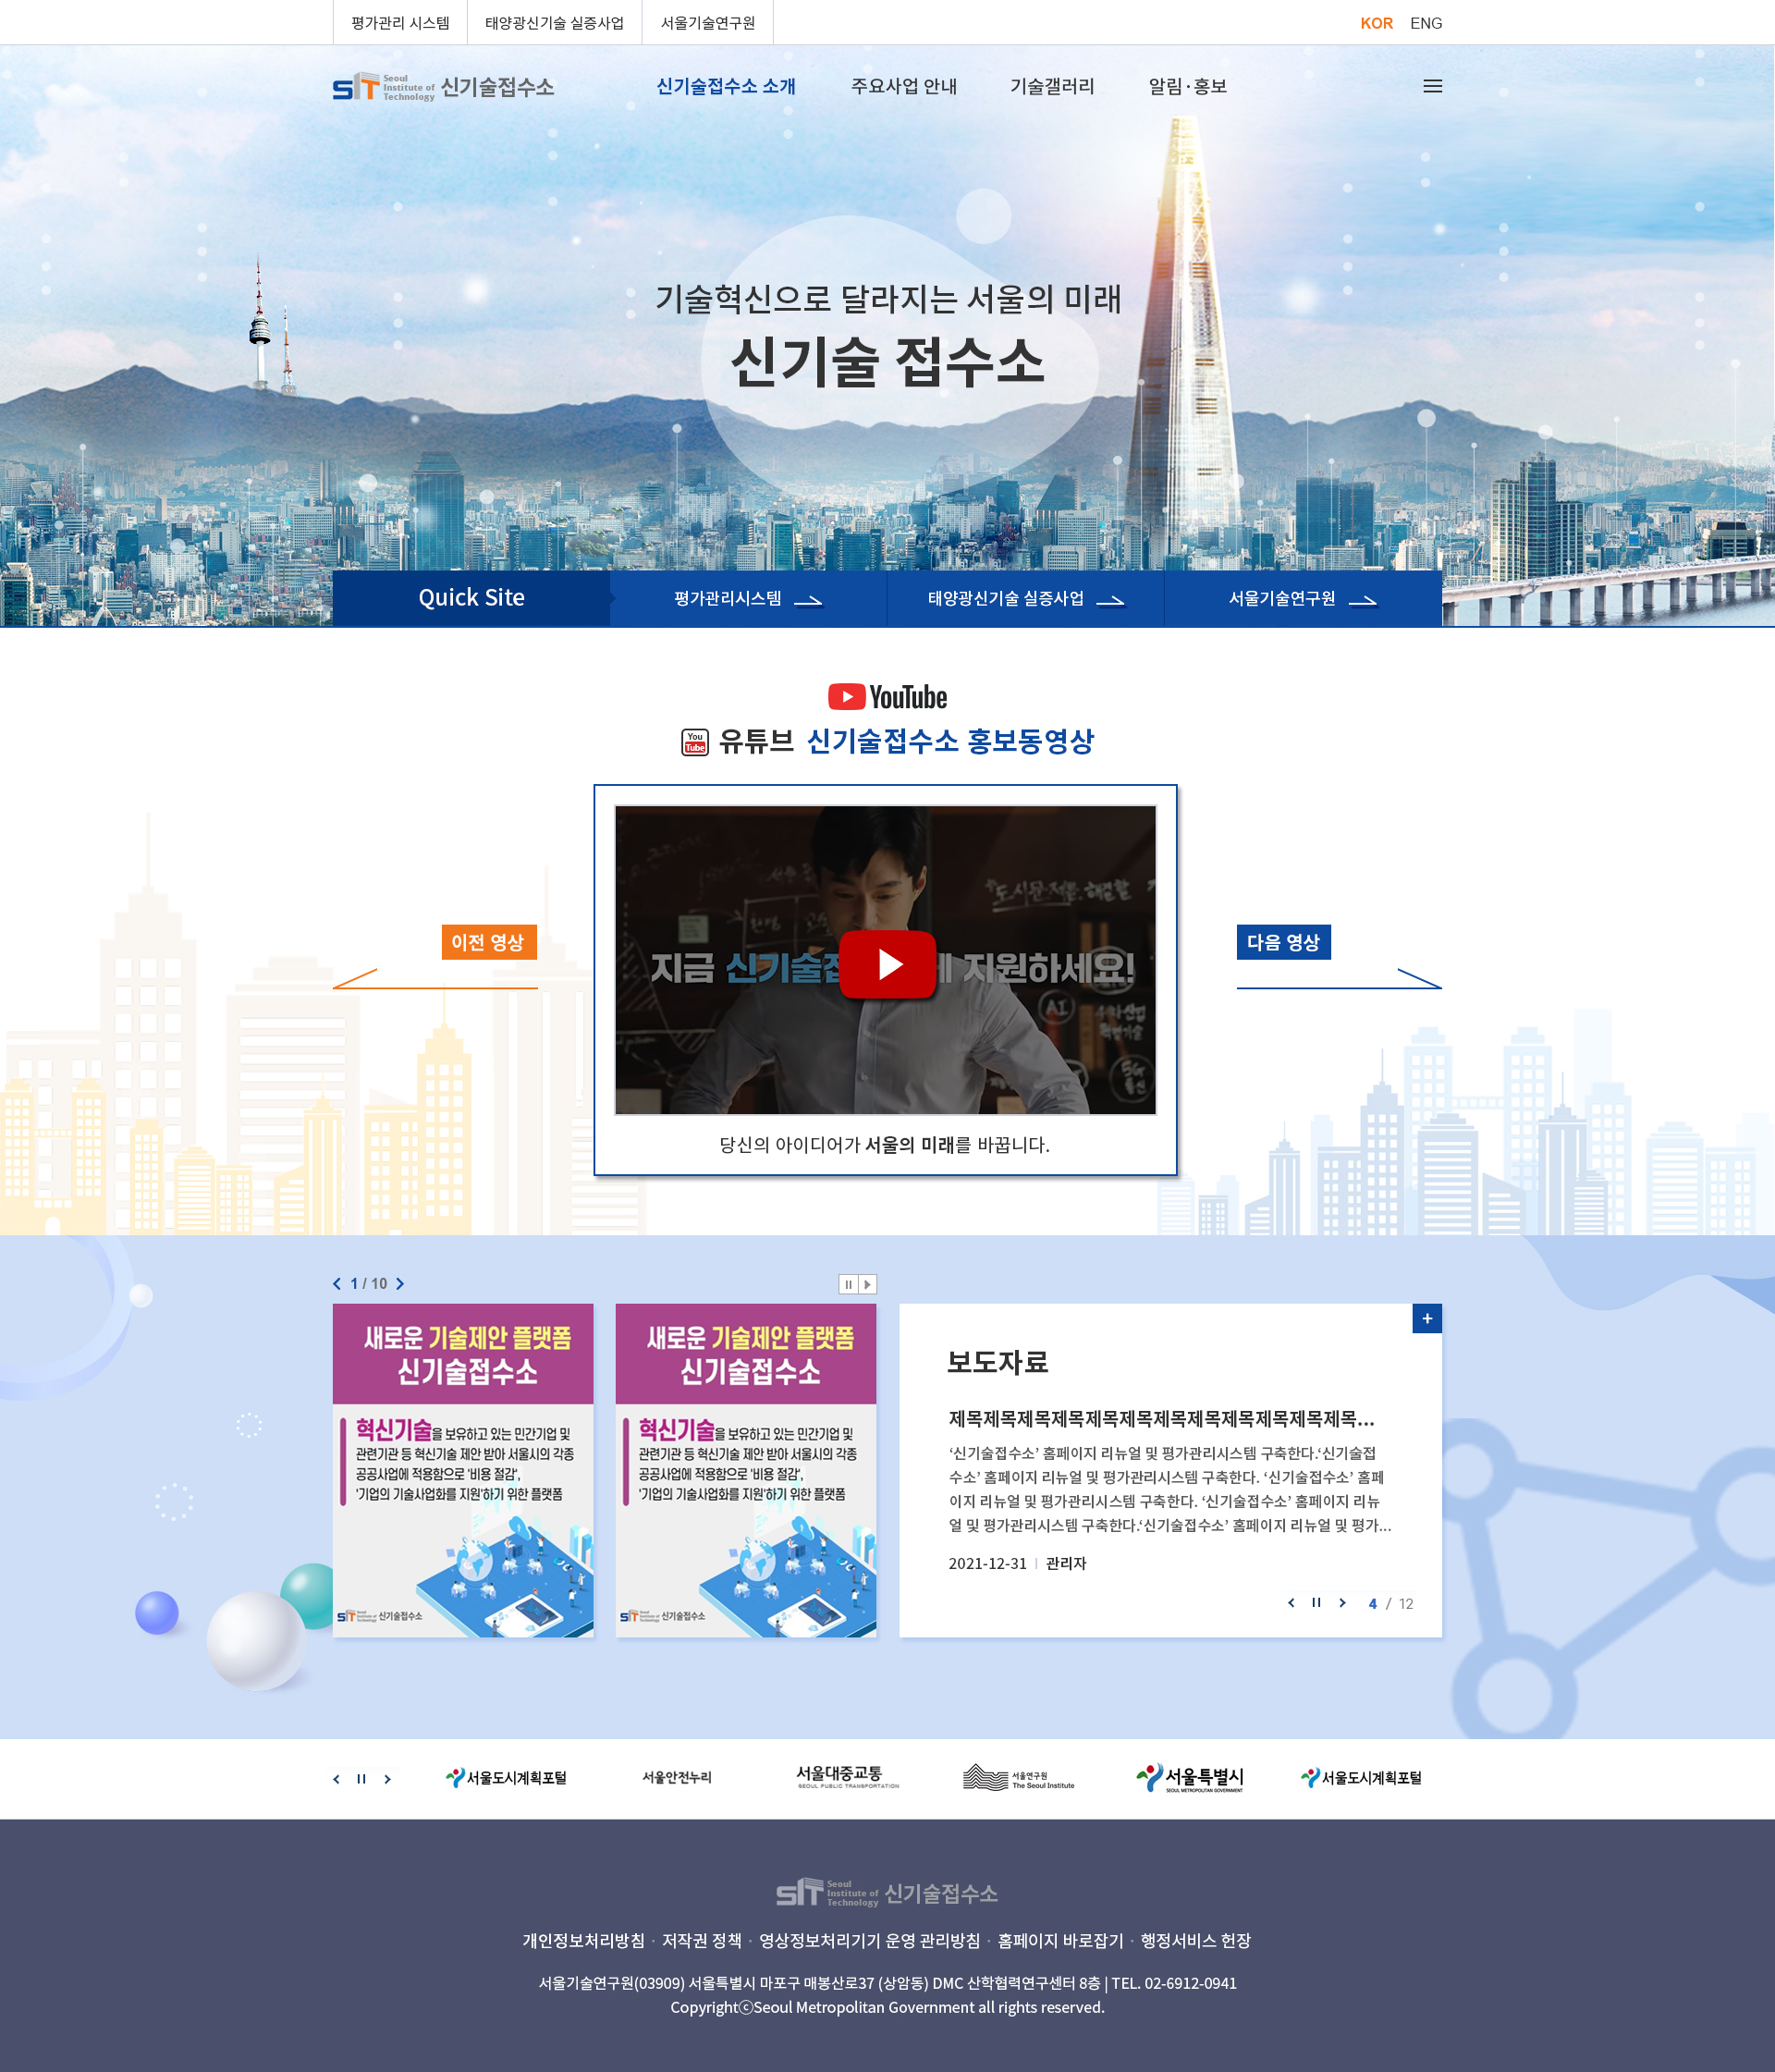 평가관리 시스템
태양광신기술 실증사업
서울기술연구원
KOR
ENG
SIT Seoul Institute of Technology 신기술접수소
신기술접수소 소개
주요사업 안내
기술갤러리
알림·홍보
기술혁신으로 달라지는 서울의 미래
신기술 접수소
Quick Site
평가관리시스템
태양광신기술 실증사업
서울기술연구원
YouTube
You Tube 유튜브 신기술접수소 홍보동영상
이전 영상
다음 영상
도시문제를 해결할
AI
5G
당신의 아이디어가 서울의 미래를 바꿉니다.
1 / 10
새로운 기술제안 플랫폼
신기술접수소
혁신기술을 보유하고 있는 민간기업 및
관련기관 등 혁신기술 제안 받아 서울시의 각종
공공사업에 적용함으로 '비용 절감',
'기업의 기술사업화를 지원'하기 위한 플랫폼
SIT 신기술접수소
새로운 기술제안 플랫폼
신기술접수소
혁신기술을 보유하고 있는 민간기업 및
관련기관 등 혁신기술 제안 받아 서울시의 각종
공공사업에 적용함으로 '비용 절감',
'기업의 기술사업화를 지원'하기 위한 플랫폼
SIT 신기술접수소
보도자료
제목제목제목제목제목제목제목제목제목제목제목제목...
‘신기술접수소’ 홈페이지 리뉴얼 및 평가관리시스템 구축한다.‘신기술접
수소’ 홈페이지 리뉴얼 및 평가관리시스템 구축한다. ‘신기술접수소’ 홈페
이지 리뉴얼 및 평가관리시스템 구축한다. ‘신기술접수소’ 홈페이지 리뉴
얼 및 평가관리시스템 구축한다.‘신기술접수소’ 홈페이지 리뉴얼 및 평가...
2021-12-31 | 관리자
4 / 12
서울도시계획포털
서울안전누리
서울대중교통
SEOUL PUBLIC TRANSPORTATION
서울연구원
The Seoul Institute
서울특별시
SEOUL METROPOLITAN GOVERNMENT
서울도시계획포털
SIT Seoul Institute of Technology 신기술접수소
개인정보처리방침 · 저작권 정책 · 영상정보처리기기 운영 관리방침 · 홈페이지 바로잡기 · 행정서비스 헌장
서울기술연구원(03909) 서울특별시 마포구 매봉산로37 (상암동) DMC 산학협력연구센터 8층 | TEL. 02-6912-0941
CopyrightⓒSeoul Metropolitan Government all rights reserved.